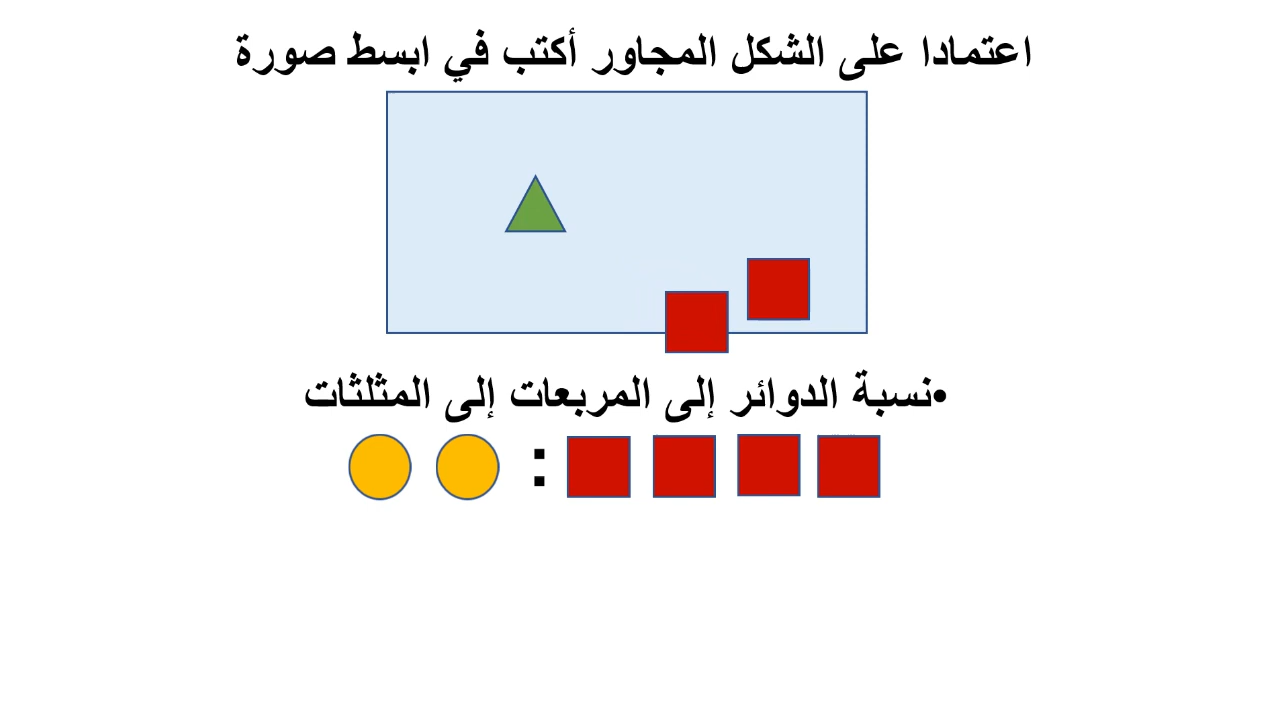 اعتمادا على الشكل المجاور أكتب في ابسط صورة
•نسبة الدوائر إلى المربعات إلى المثلثات
: